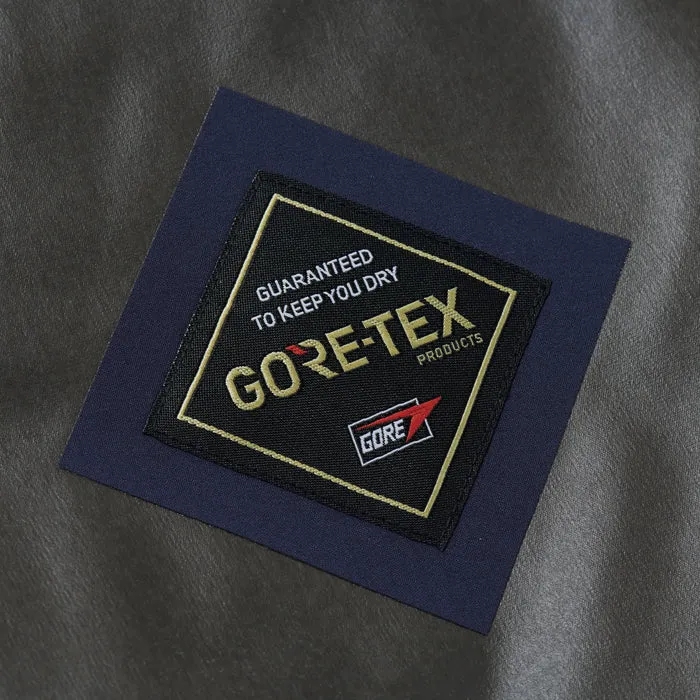 GUARANTEED
TO KEEP YOU DRY
GORE-TEX
PRODUCTS
GORE